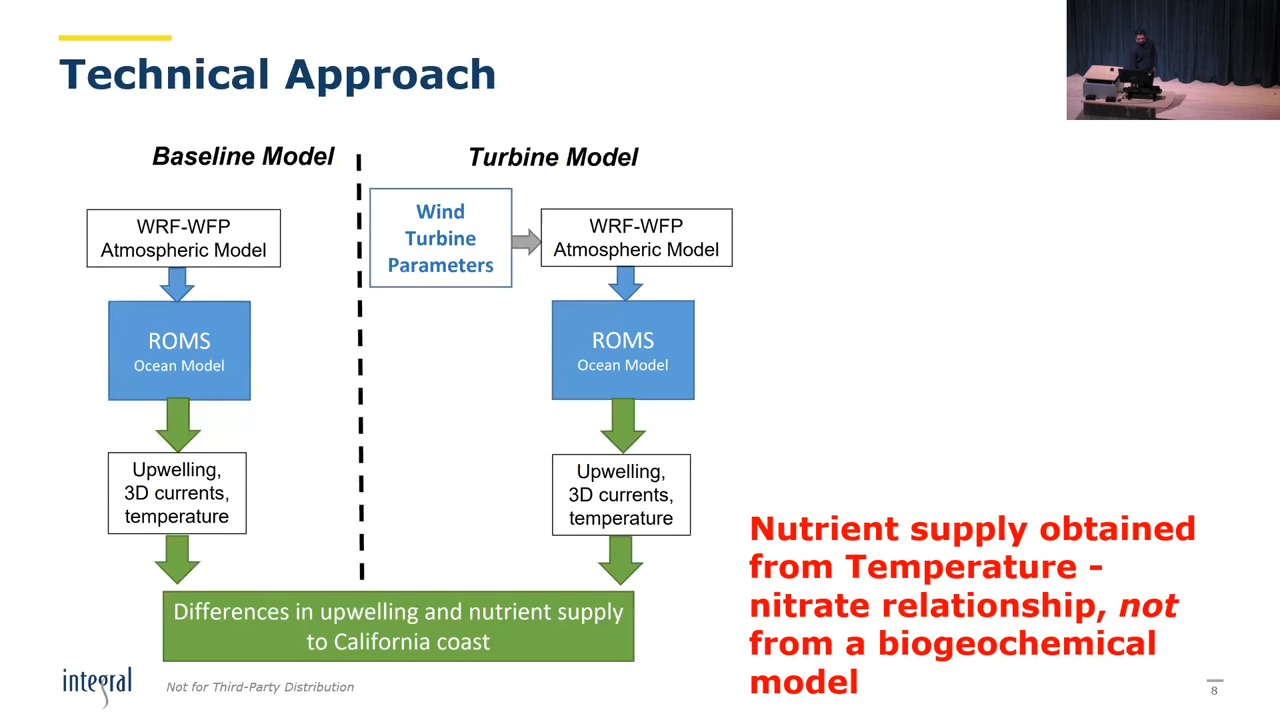 Technical Approach
Baseline Model
Turbine Model
WRF-WFP
Atmospheric Model
ROMS
Ocean Model
Upwelling,
3D currents,
temperature
Wind
Turbine
Parameters
WRF-WFP
Atmospheric Model
ROMS
Ocean Model
Upwelling,
3D currents,
temperature
Differences in upwelling and nutrient supply
to California coast
Nutrient supply obtained
from Temperature -
nitrate relationship, not
from a biogeochemical
model
integral
Not for Third-Party Distribution
8